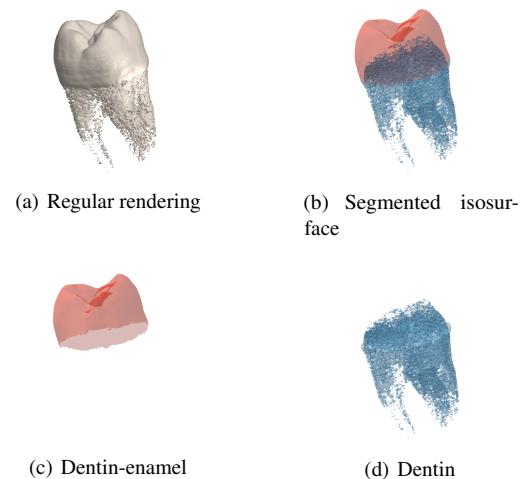 (a) Regular rendering
(b) Segmented isosur-
face
(c) Dentin-enamel
(d) Dentin